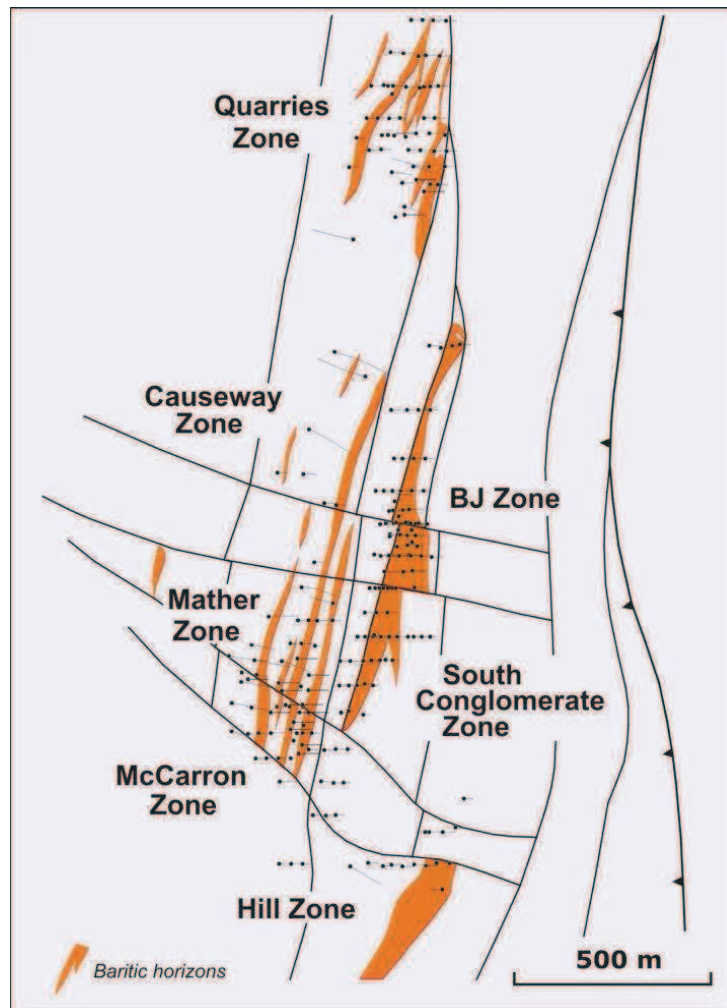 Quarries
Zone
Causeway
Zone
BJ Zone
Mather
Zone
South
Conglomerate
Zone
McCarron
Zone
Hill Zone
Baritic horizons
500 m